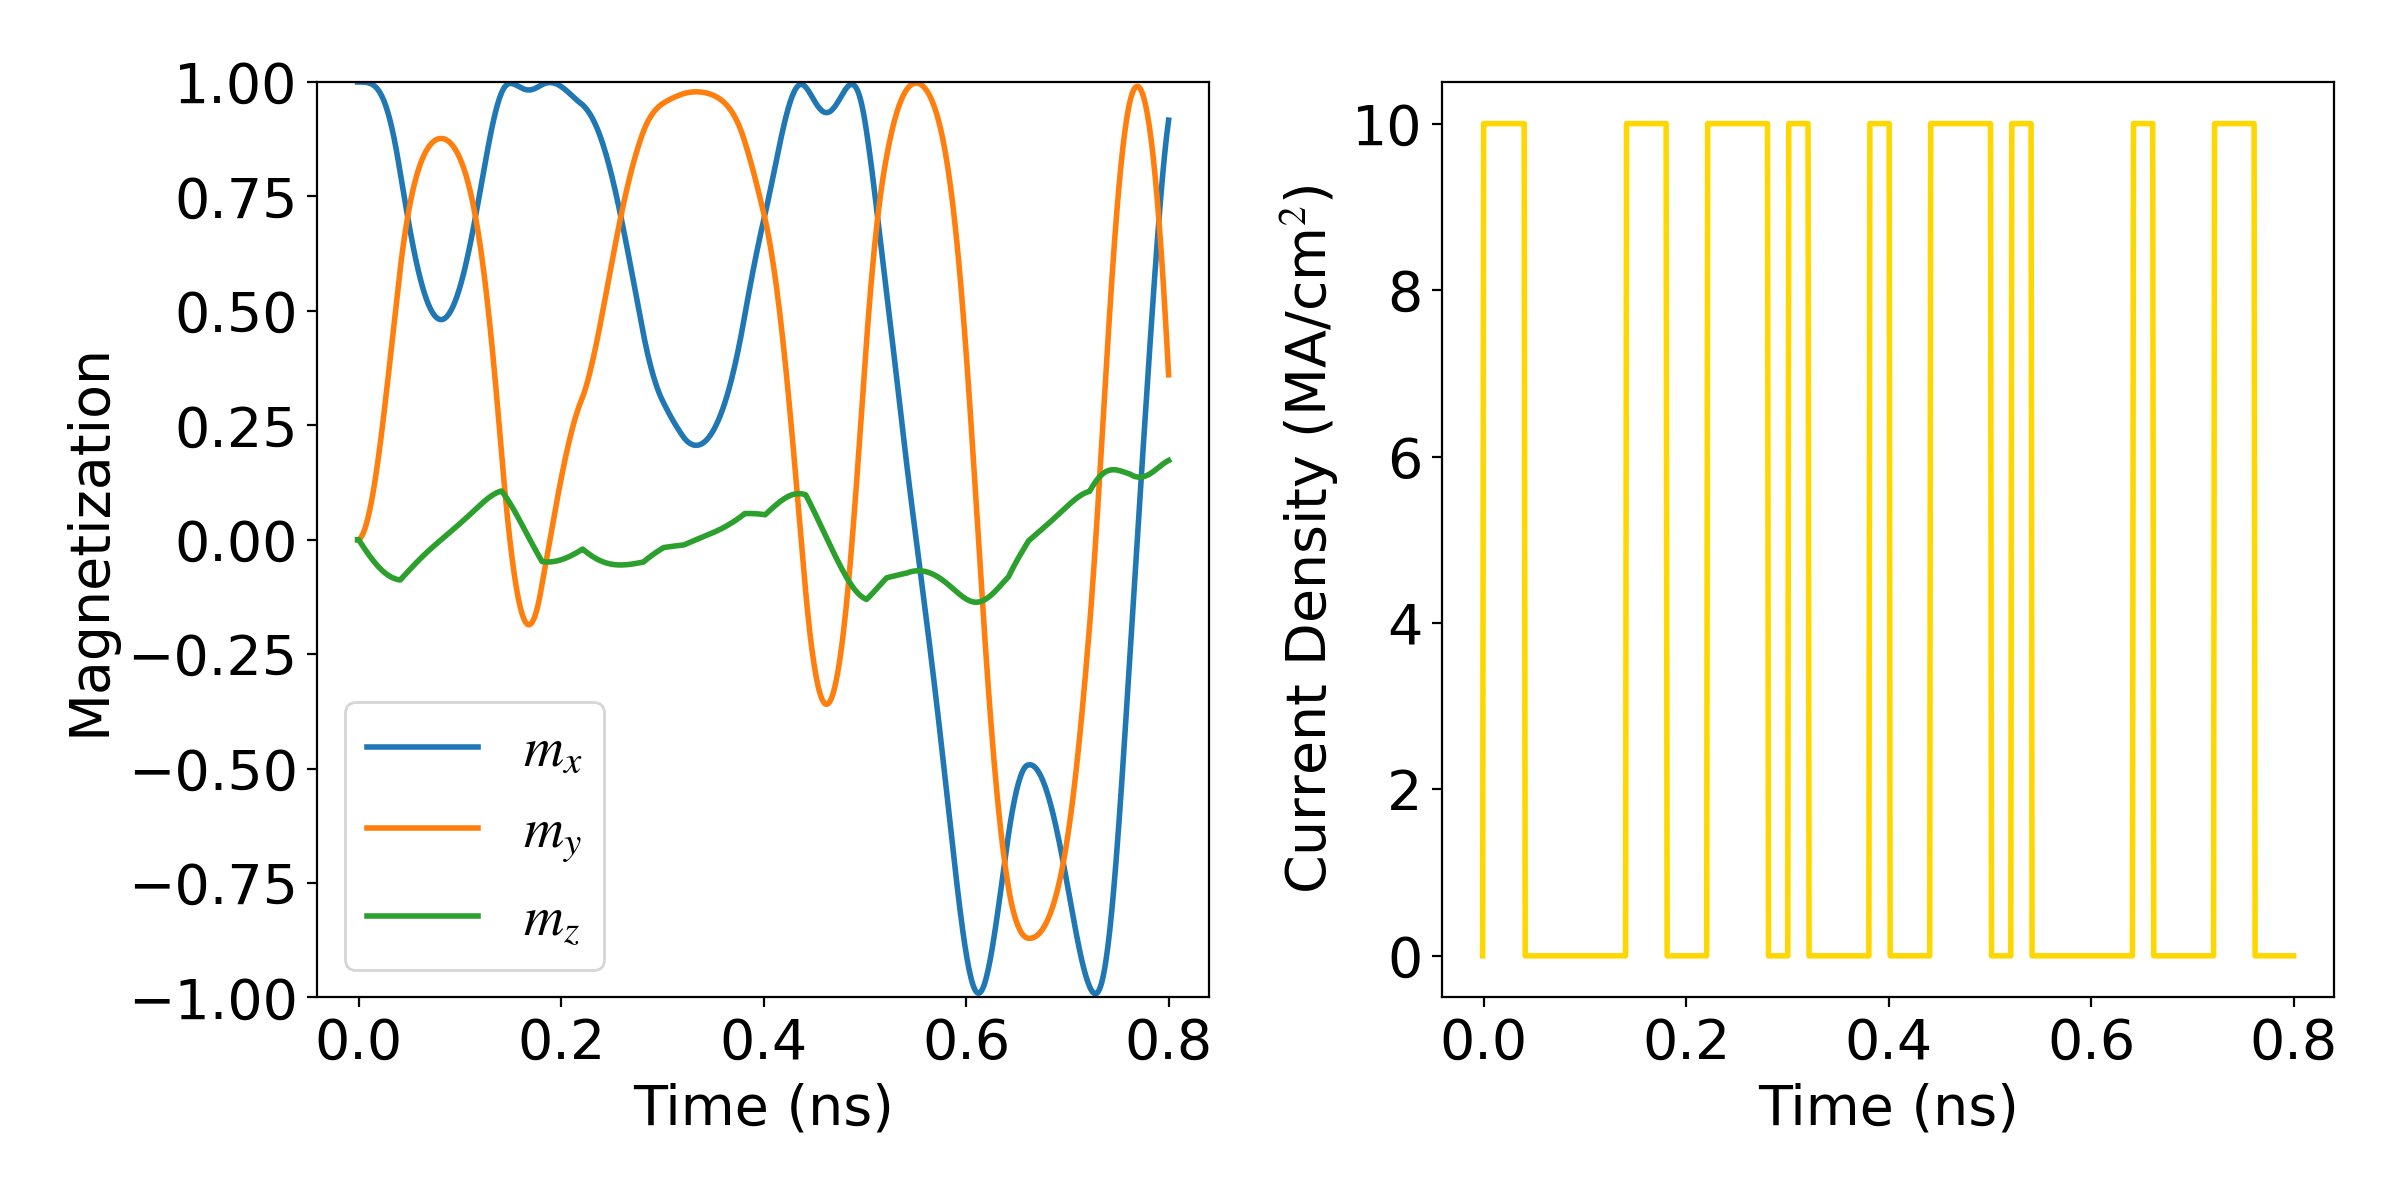 1.00
0.75
0.50
0.25
0.00
−0.25
−0.50
−0.75
−1.00
Magnetization
m_x
m_y
m_z
0.0 0.2 0.4 0.6 0.8
Time (ns)
10
8
6
4
2
0
Current Density (MA/cm²)
0.0 0.2 0.4 0.6 0.8
Time (ns)